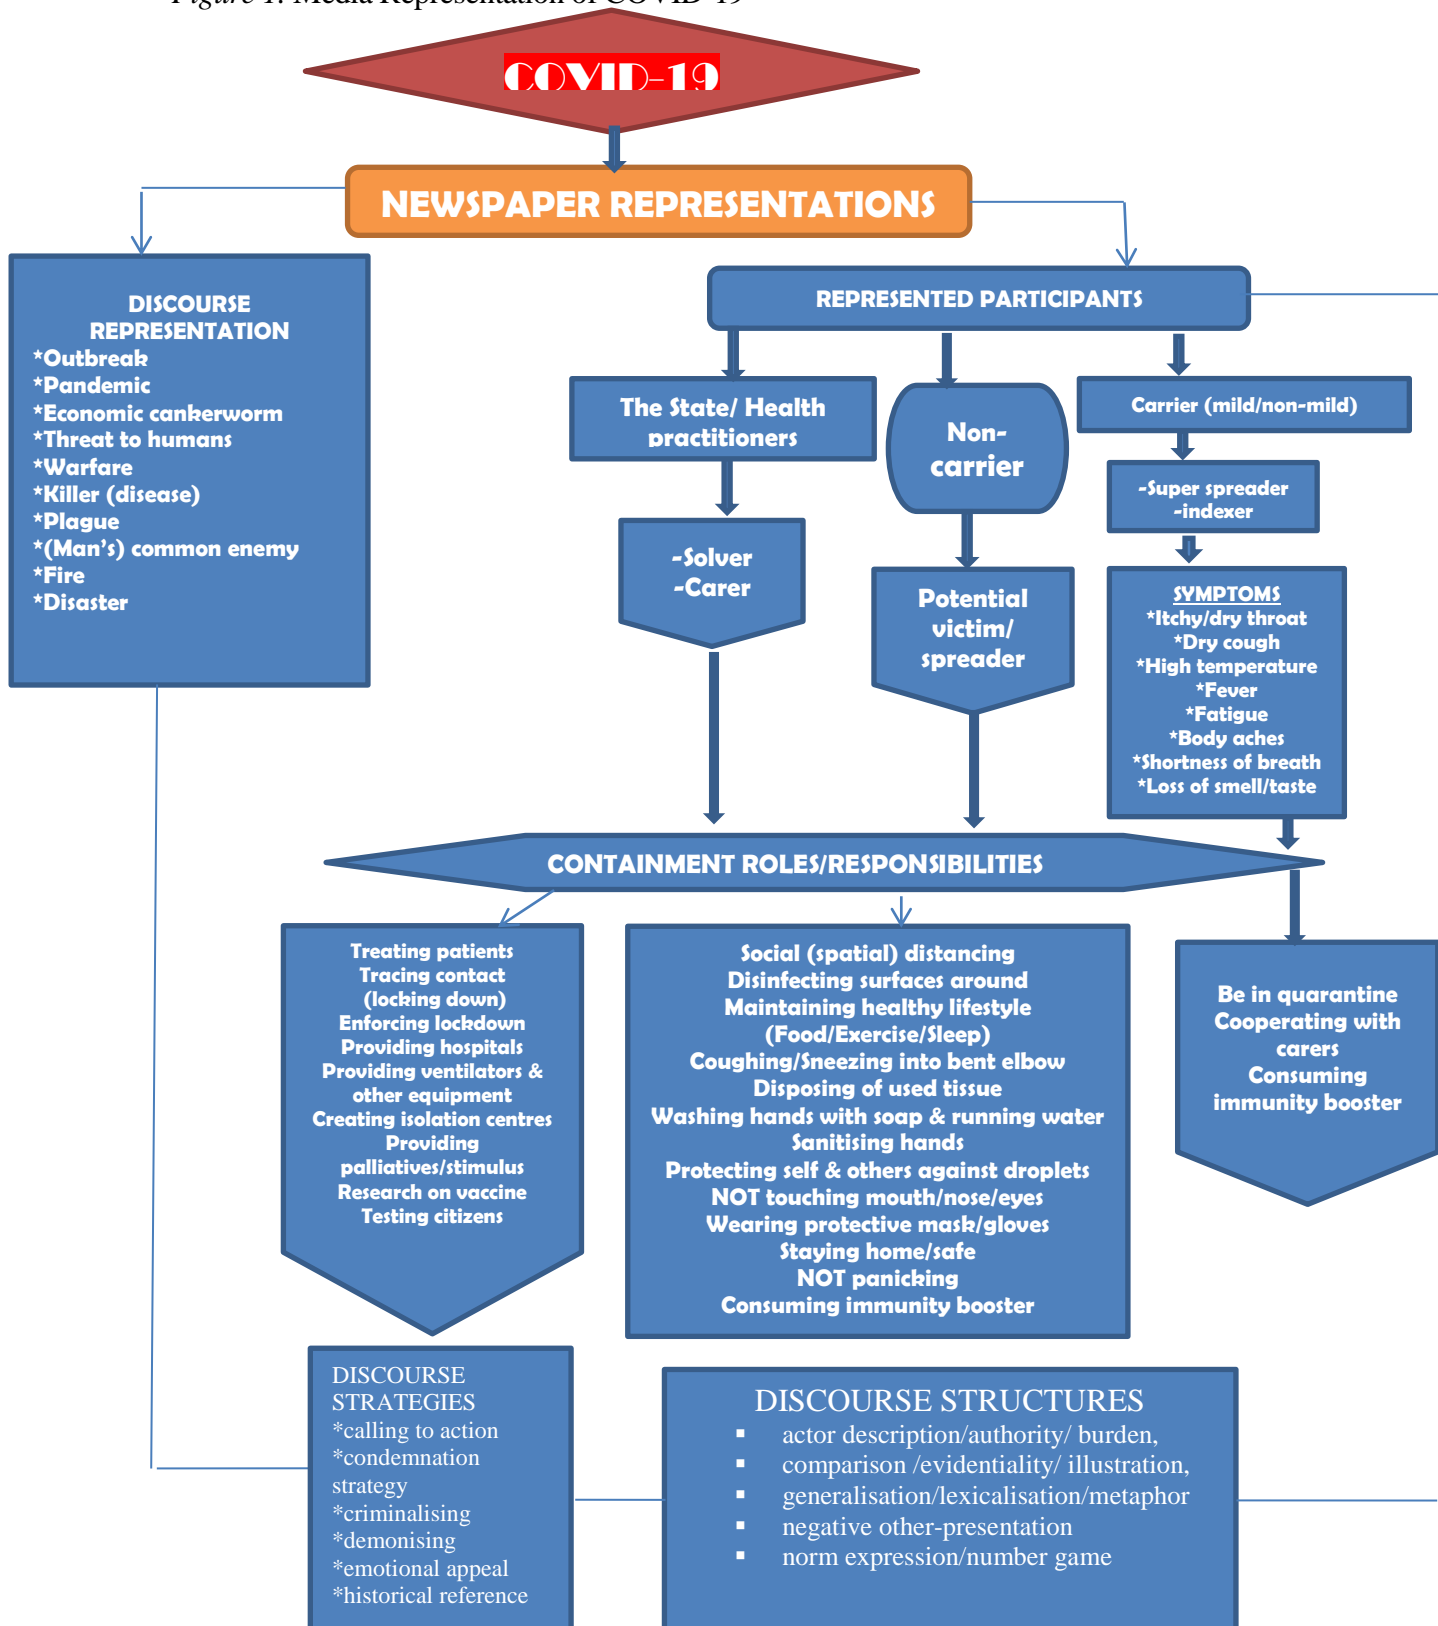 Figure 1. Media Representation of COVID-19
COVID-19
NEWSPAPER REPRESENTATIONS
DISCOURSE
REPRESENTATION
*Outbreak
*Pandemic
*Economic cankerworm
*Threat to humans
*Warfare
*Killer (disease)
*Plague
*(Man's) common enemy
*Fire
*Disaster
REPRESENTED PARTICIPANTS
The State/ Health
practitioners
Non-
carrier
Carrier (mild/non-mild)
-Super spreader
-indexer
-Solver
-Carer
Potential
victim/
spreader
SYMPTOMS
*Itchy/dry throat
*Dry cough
*High temperature
*Fever
*Fatigue
*Body aches
*Shortness of breath
*Loss of smell/taste
CONTAINMENT ROLES/RESPONSIBILITIES
Treating patients
Tracing contact
(locking down)
Enforcing lockdown
Providing hospitals
Providing ventilators &
other equipment
Creating isolation centres
Providing
palliatives/stimulus
Research on vaccine
Testing citizens
Social (spatial) distancing
Disinfecting surfaces around
Maintaining healthy lifestyle
(Food/Exercise/Sleep)
Coughing/Sneezing into bent elbow
Disposing of used tissue
Washing hands with soap & running water
Sanitising hands
Protecting self & others against droplets
NOT touching mouth/nose/eyes
Wearing protective mask/gloves
Staying home/safe
NOT panicking
Consuming immunity booster
Be in quarantine
Cooperating with
carers
Consuming
immunity booster
DISCOURSE
STRATEGIES
*calling to action
*condemnation
strategy
*criminalising
*demonising
*emotional appeal
*historical reference
DISCOURSE STRUCTURES
▪ actor description/authority/ burden,
▪ comparison /evidentiality/ illustration,
▪ generalisation/lexicalisation/metaphor
▪ negative other-presentation
▪ norm expression/number game